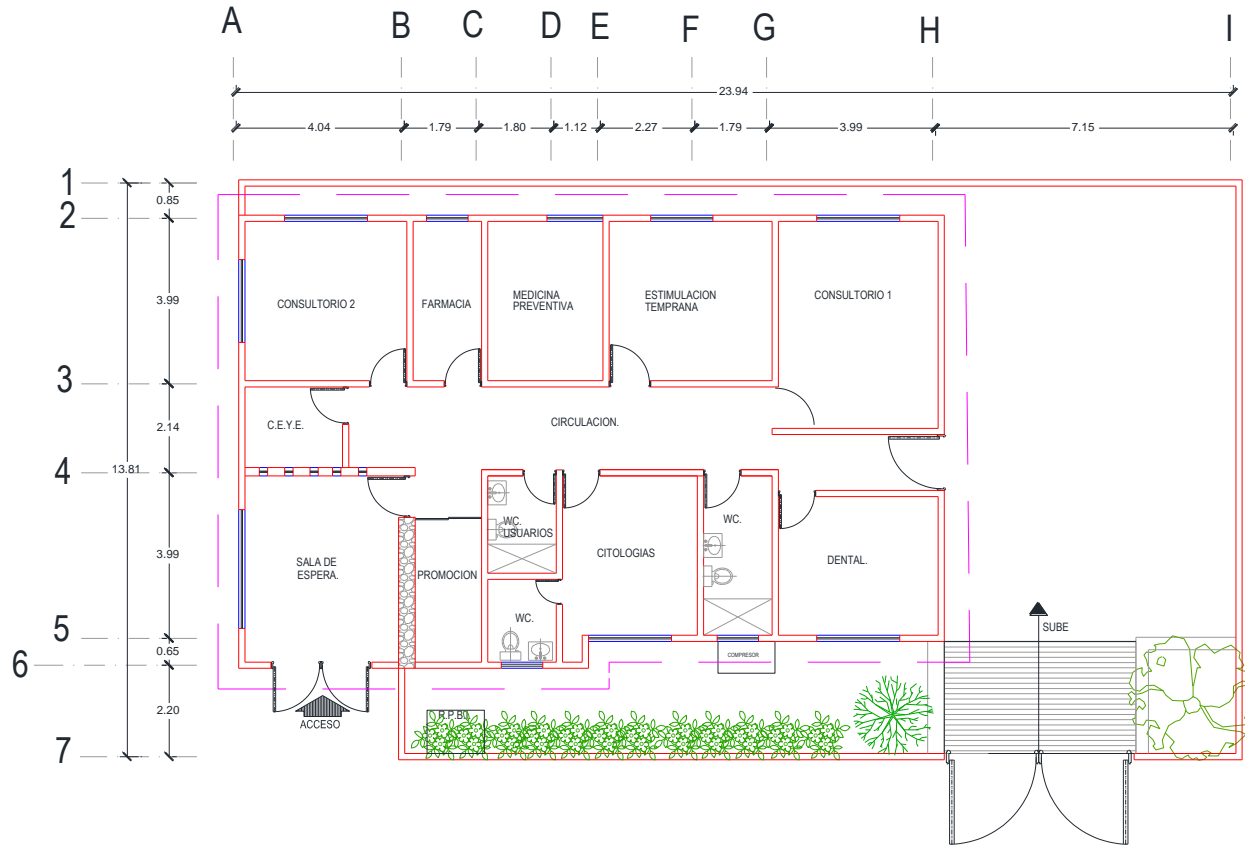 A B C D E F G H I
23.94
4.04 1.79 1.80 1.12 2.27 1.79 3.99 7.15
1
2
3
4
5
6
7
0.85
3.99
2.14
13.81
3.99
0.65
2.20
CONSULTORIO 2
FARMACIA
MEDICINA
PREVENTIVA
ESTIMULACION
TEMPRANA
CONSULTORIO 1
C.E.Y.E.
CIRCULACION.
SALA DE
ESPERA.
PROMOCION
WC.
USUARIOS
WC.
CITOLOGIAS
WC.
DENTAL.
COMPRESOR
SUBE
ACCESO